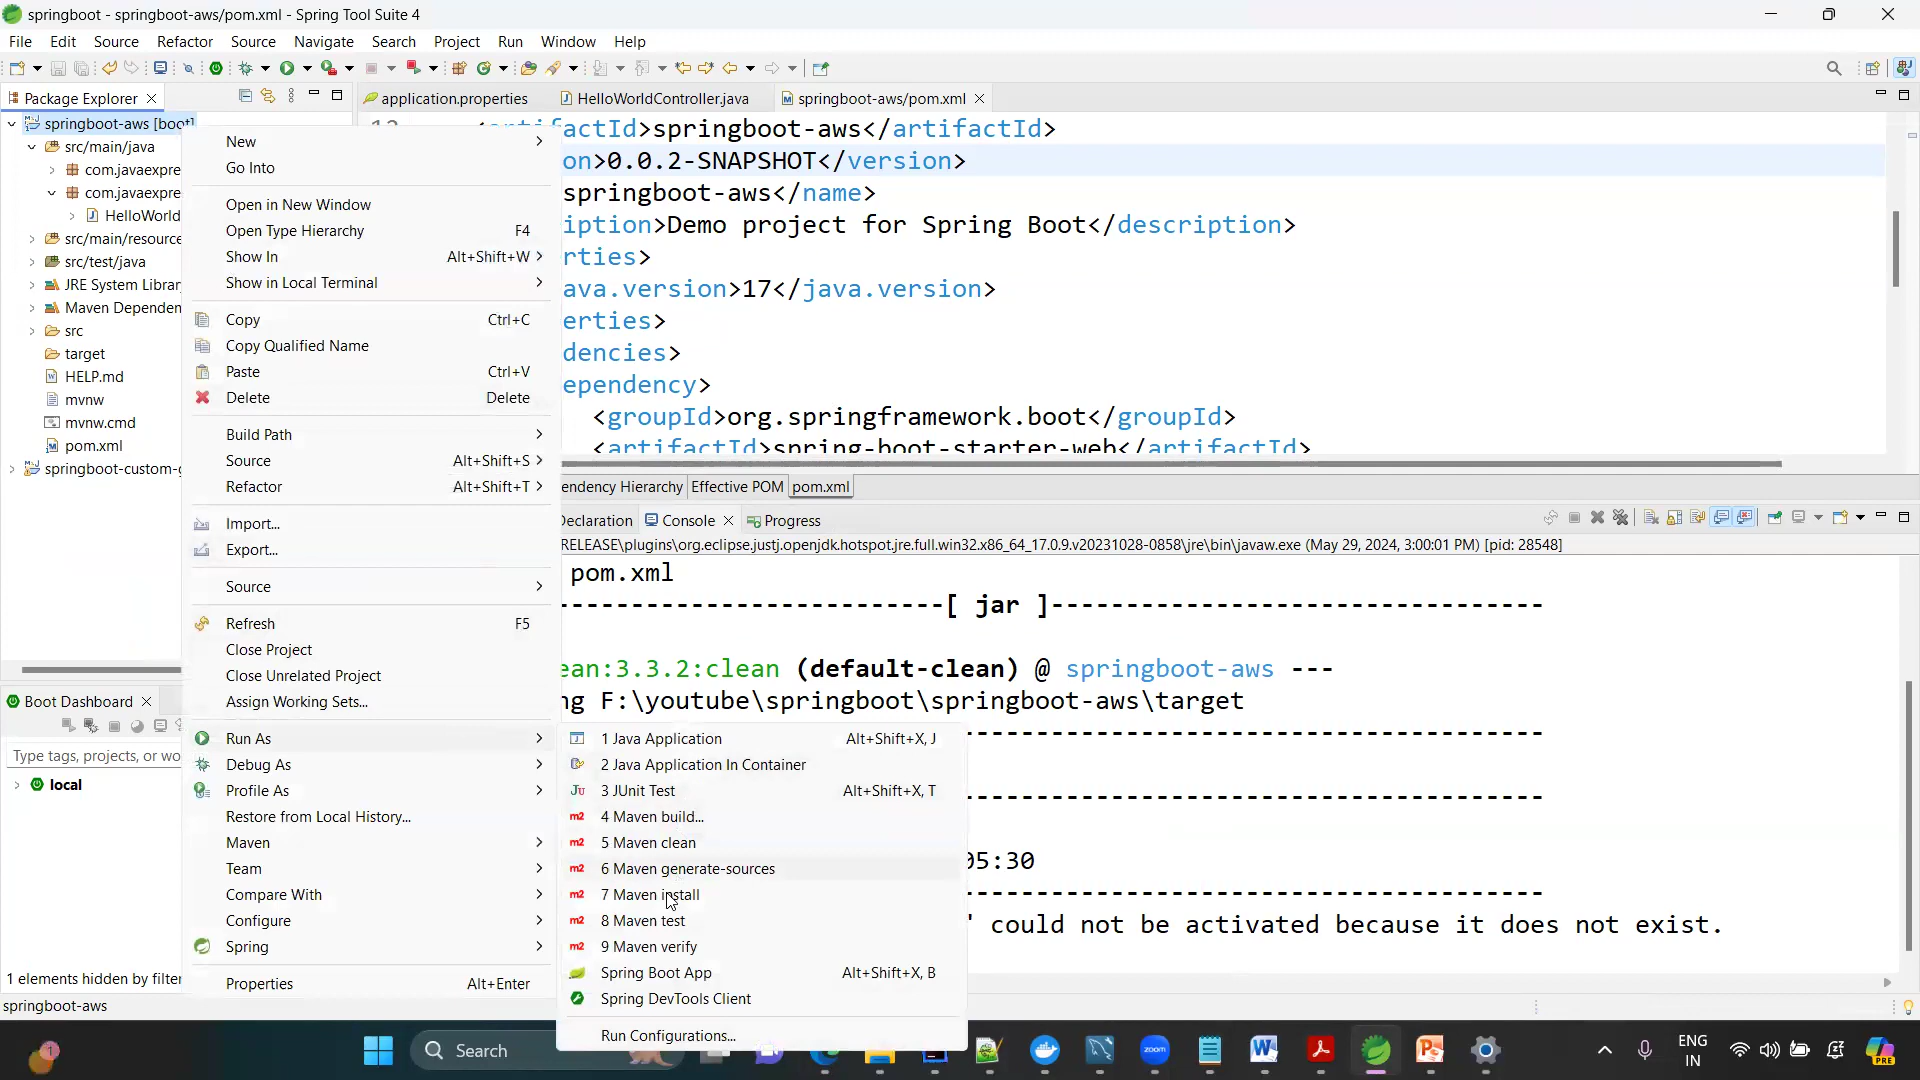 springboot - springboot-aws/pom.xml - Spring Tool Suite 4
File Edit Source Refactor Source Navigate Search Project Run Window Help
Package Explorer
application.properties HelloWorldController.java springboot-aws/pom.xml
springboot-aws [boot]
src/main/java
com.javaexpre
com.javaexpre
HelloWorld
src/main/resource
src/test/java
JRE System Library
Maven Dependen
src
target
HELP.md
mvnw
mvnw.cmd
pom.xml
springboot-custom-g
New
Go Into
Open in New Window
Open Type Hierarchy F4
Show In Alt+Shift+W
Show in Local Terminal
Copy Ctrl+C
Copy Qualified Name
Paste Ctrl+V
Delete Delete
Build Path
Source Alt+Shift+S
Refactor Alt+Shift+T
Import...
Export...
Source
Refresh F5
Close Project
Close Unrelated Project
Assign Working Sets...
Run As
Debug As
Profile As
Restore from Local History...
Maven
Team
Compare With
Configure
Spring
Properties Alt+Enter
1 Java Application Alt+Shift+X, J
2 Java Application In Container
3 JUnit Test Alt+Shift+X, T
4 Maven build...
5 Maven clean
6 Maven generate-sources
7 Maven install
8 Maven test
9 Maven verify
Spring Boot App Alt+Shift+X, B
Spring DevTools Client
Run Configurations...
factId>springboot-aws</artifactId>
on>0.0.2-SNAPSHOT</version>
springboot-aws</name>
iption>Demo project for Spring Boot</description>
rties>
ava.version>17</java.version>
erties>
dencies>
ependency>
<groupId>org.springframework.boot</groupId>
<artifactId>spring-boot-starter-web</artifactId>
endency Hierarchy Effective POM pom.xml
Declaration Console Progress
RELEASE\plugins\org.eclipse.justj.openjdk.hotspot.jre.full.win32.x86_64_17.0.9.v20231028-0858\jre\bin\javaw.exe (May 29, 2024, 3:00:01 PM) [pid: 28548]
pom.xml
---------------------------[ jar ]---------------------------------
ean:3.3.2:clean (default-clean) @ springboot-aws ---
ng F:\youtube\springboot\springboot-aws\target
05:30
' could not be activated because it does not exist.
Boot Dashboard
Type tags, projects, or wo
local
1 elements hidden by filter
springboot-aws
1
Search
zoom
ENG
IN
PRE